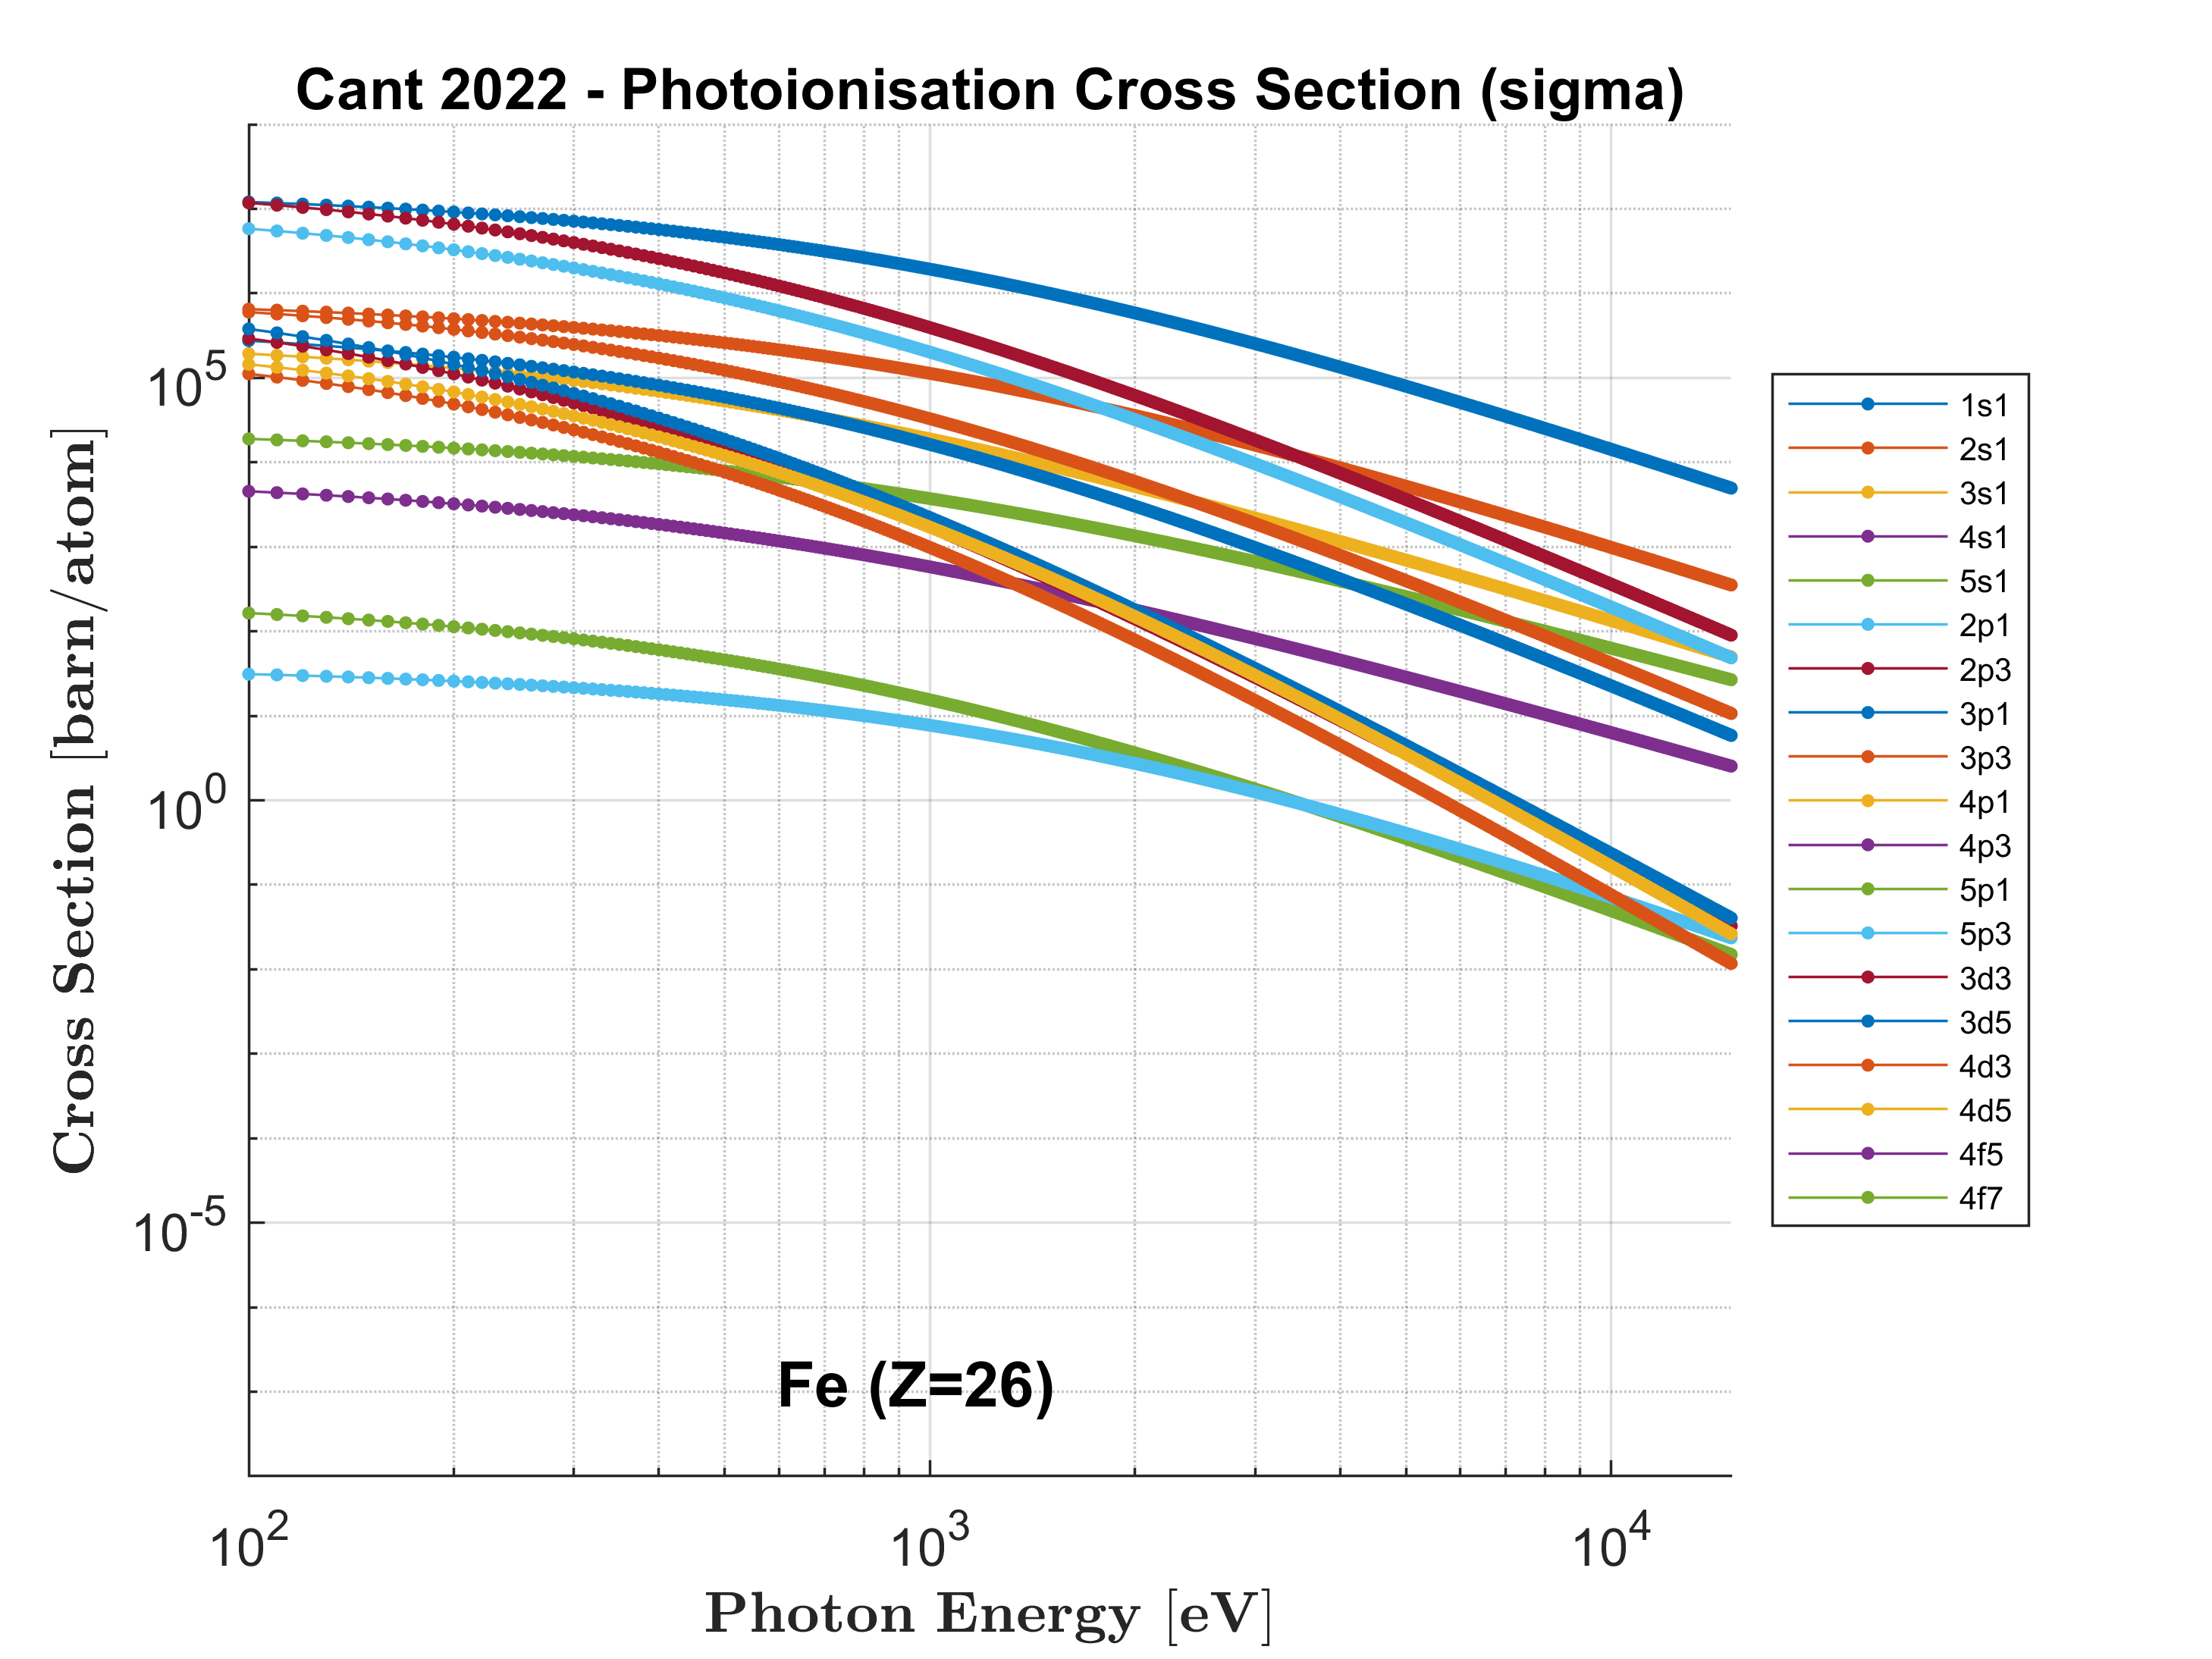 Cant 2022 - Photoionisation Cross Section (sigma)
Cross Section [barn/atom]
10^5
10^0
10^-5
1s1
2s1
3s1
4s1
5s1
2p1
2p3
3p1
3p3
4p1
4p3
5p1
5p3
3d3
3d5
4d3
4d5
4f5
4f7
Fe (Z=26)
10^2
10^3
10^4
Photon Energy [eV]